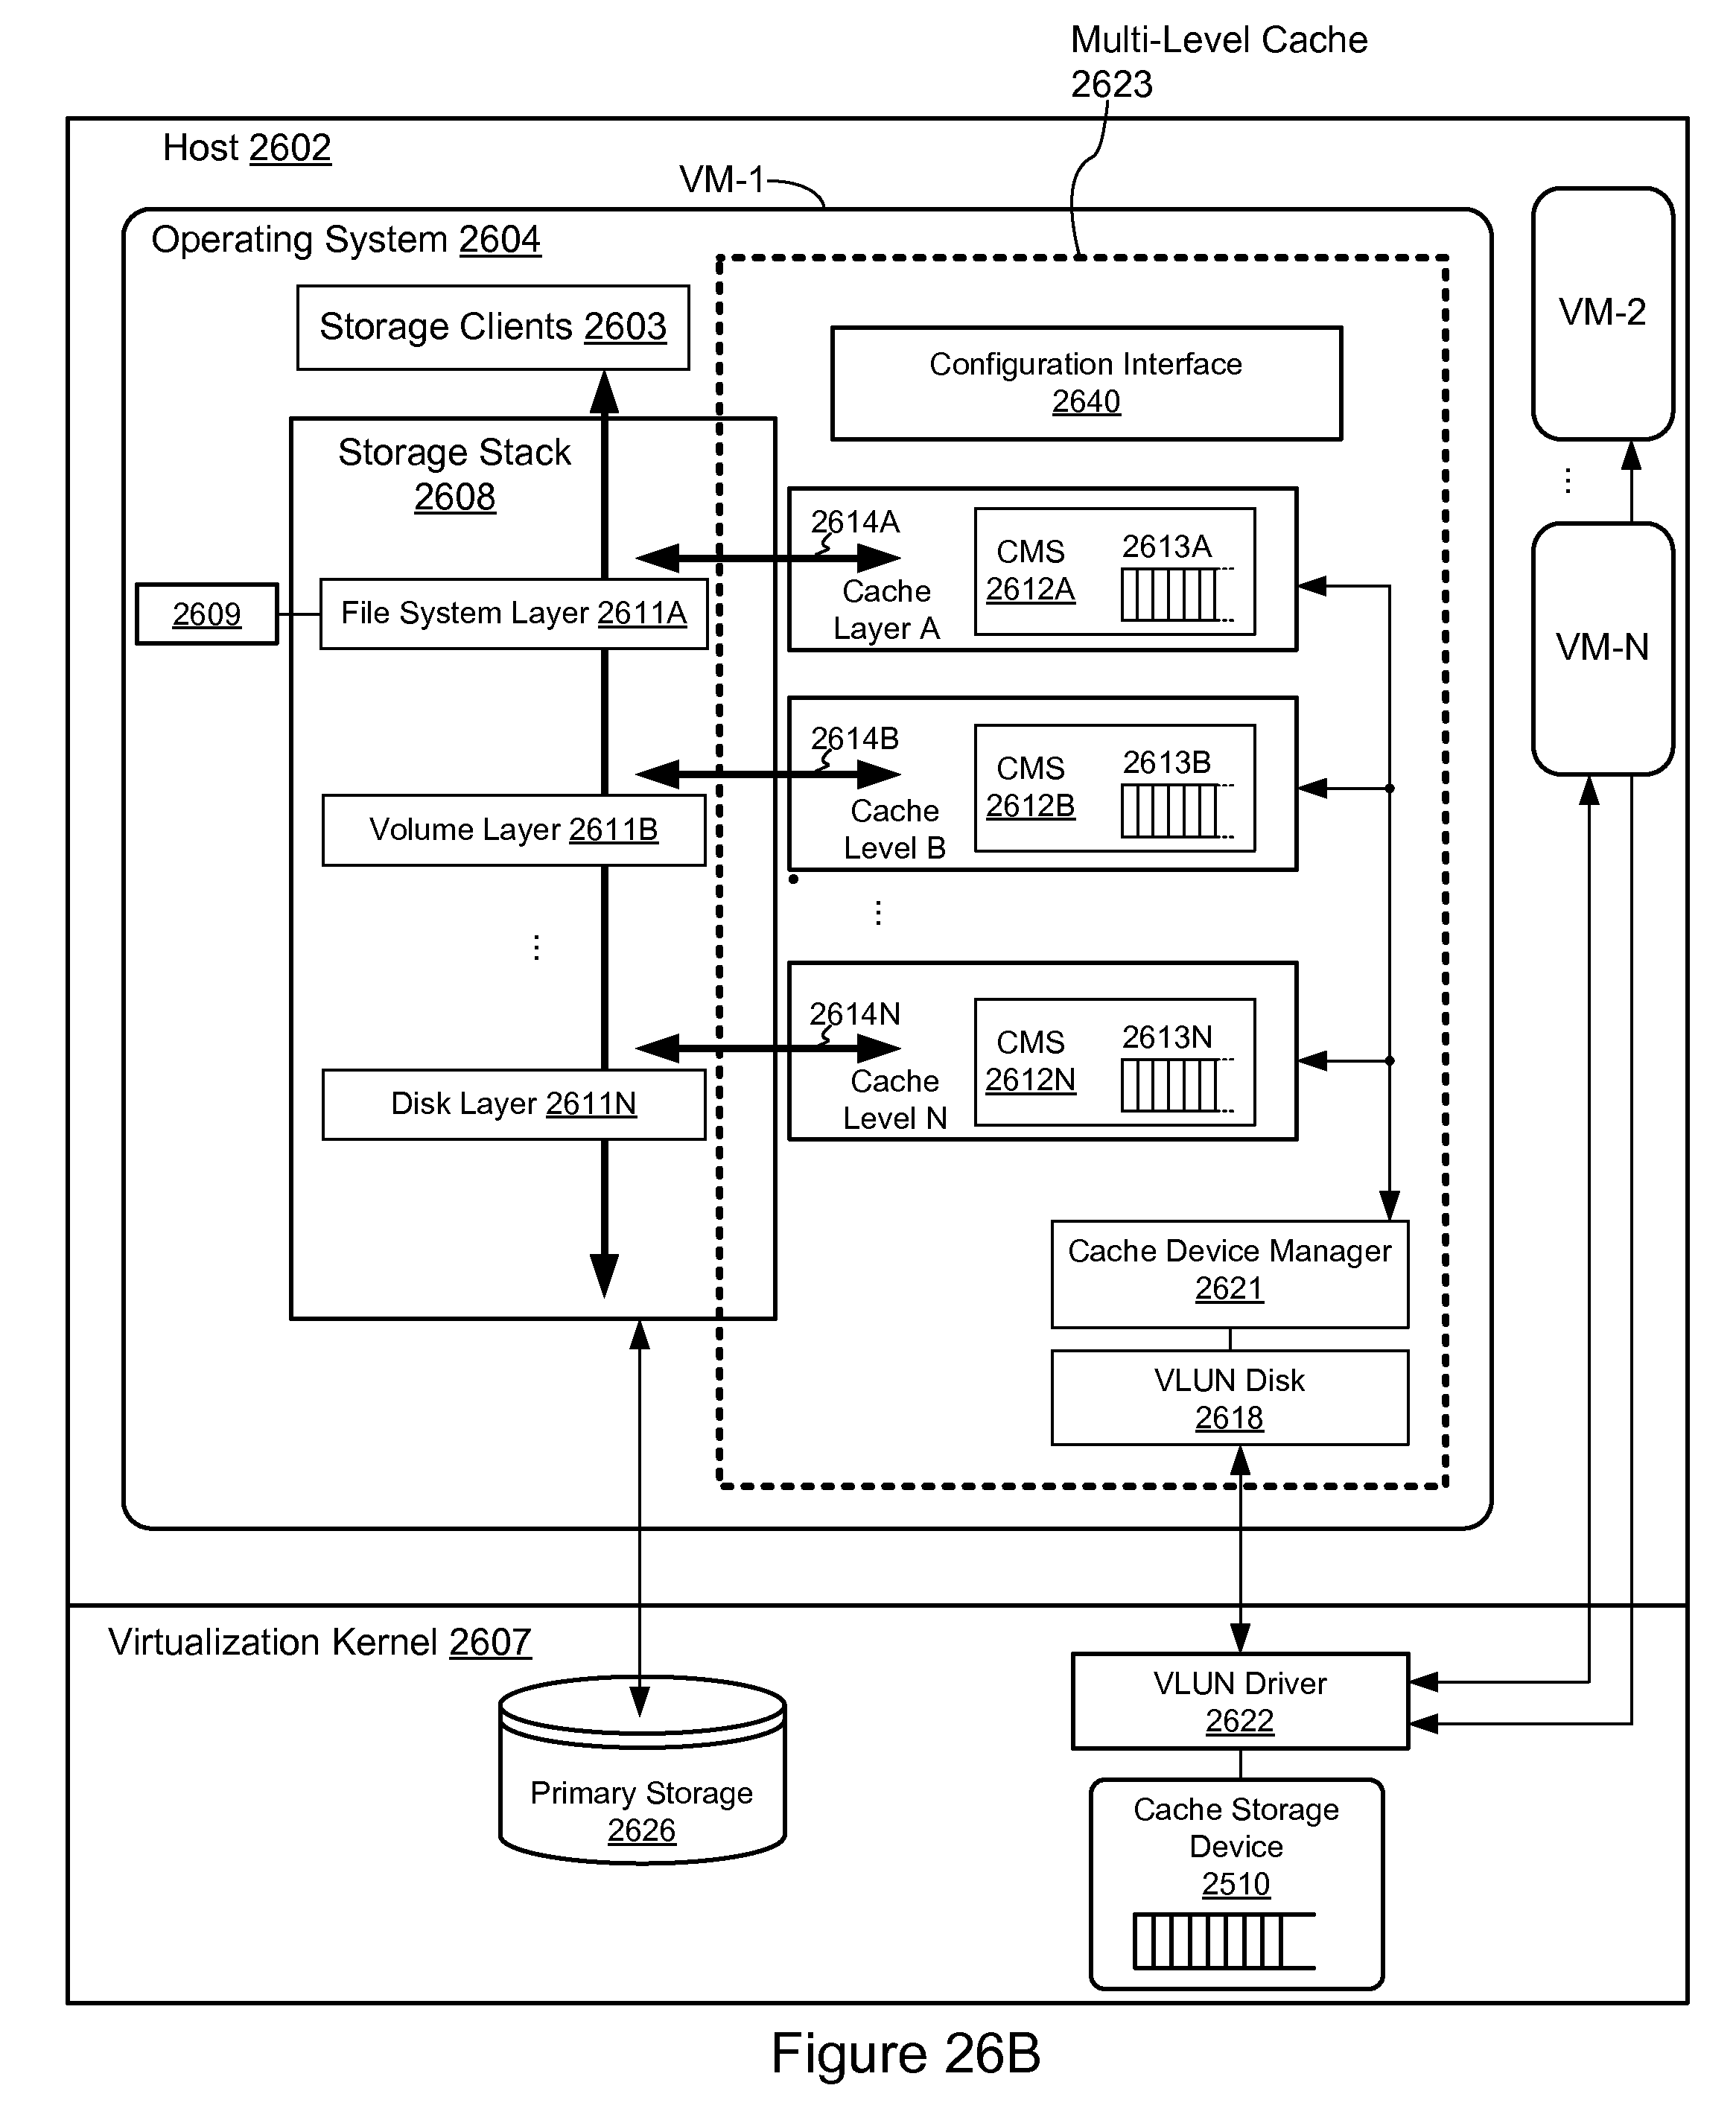 Multi-Level Cache
2623
Host 2602
VM-1
Operating System 2604
Storage Clients 2603
Configuration Interface
2640
VM-2
⋮
VM-N
Storage Stack
2608
2609
File System Layer 2611A
Volume Layer 2611B
⋮
Disk Layer 2611N
2614A
Cache
Layer A
CMS
2612A
2613A
2614B
Cache
Level B
CMS
2612B
2613B
⋮
2614N
Cache
Level N
CMS
2612N
2613N
Cache Device Manager
2621
VLUN Disk
2618
Virtualization Kernel 2607
Primary Storage
2626
VLUN Driver
2622
Cache Storage
Device
2510
Figure 26B